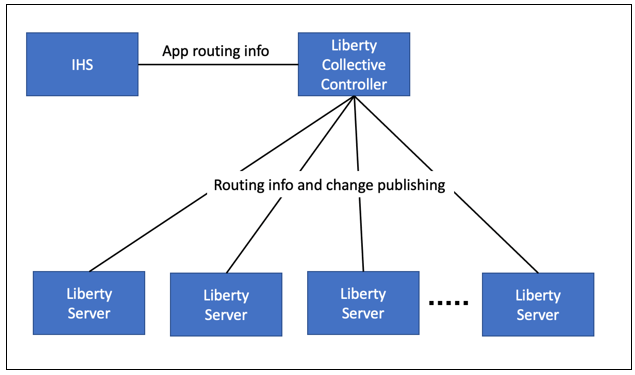 IHS
App routing info
Liberty
Collective
Controller
Routing info and change publishing
Liberty
Server
Liberty
Server
Liberty
Server
.....
Liberty
Server